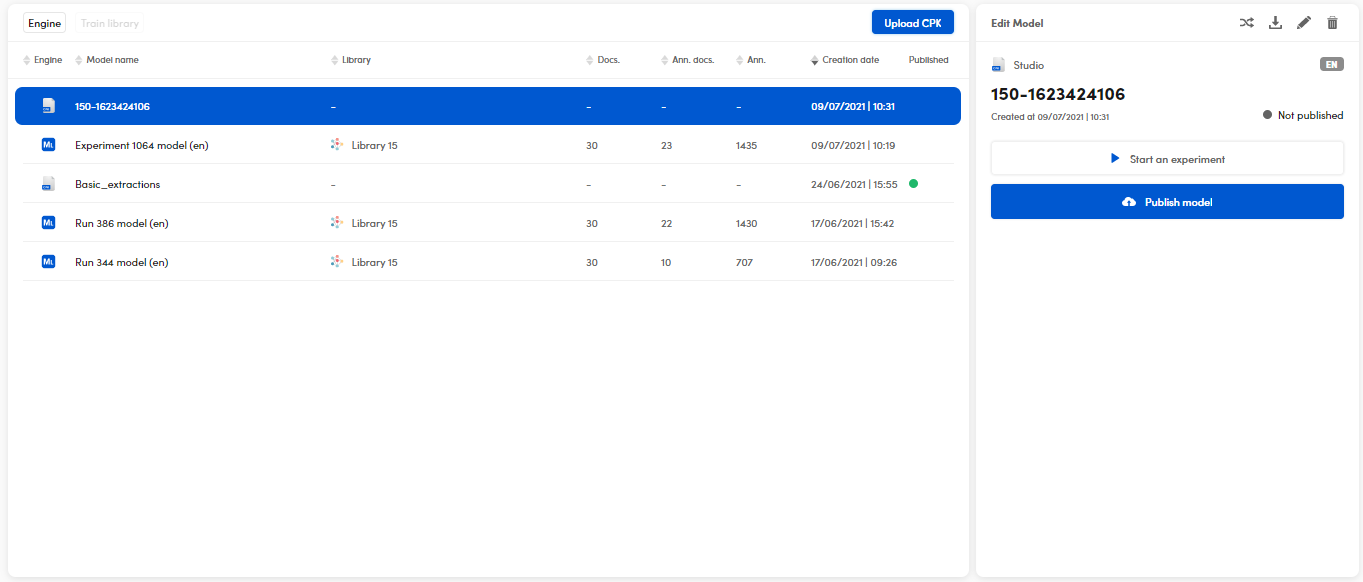 Engine Train library Upload CPK
Engine Model name Library Docs. Ann. docs. Ann. Creation date Published
150-1623424106 – – – – 09/07/2021 | 10:31
ML Experiment 1064 model (en) Library 15 30 23 1435 09/07/2021 | 10:19
Basic_extractions – – – – 24/06/2021 | 15:55
ML Run 386 model (en) Library 15 30 22 1430 17/06/2021 | 15:42
ML Run 344 model (en) Library 15 30 10 707 17/06/2021 | 09:26
Edit Model
Studio EN
150-1623424106
Created at 09/07/2021 | 10:31 Not published
Start an experiment
Publish model